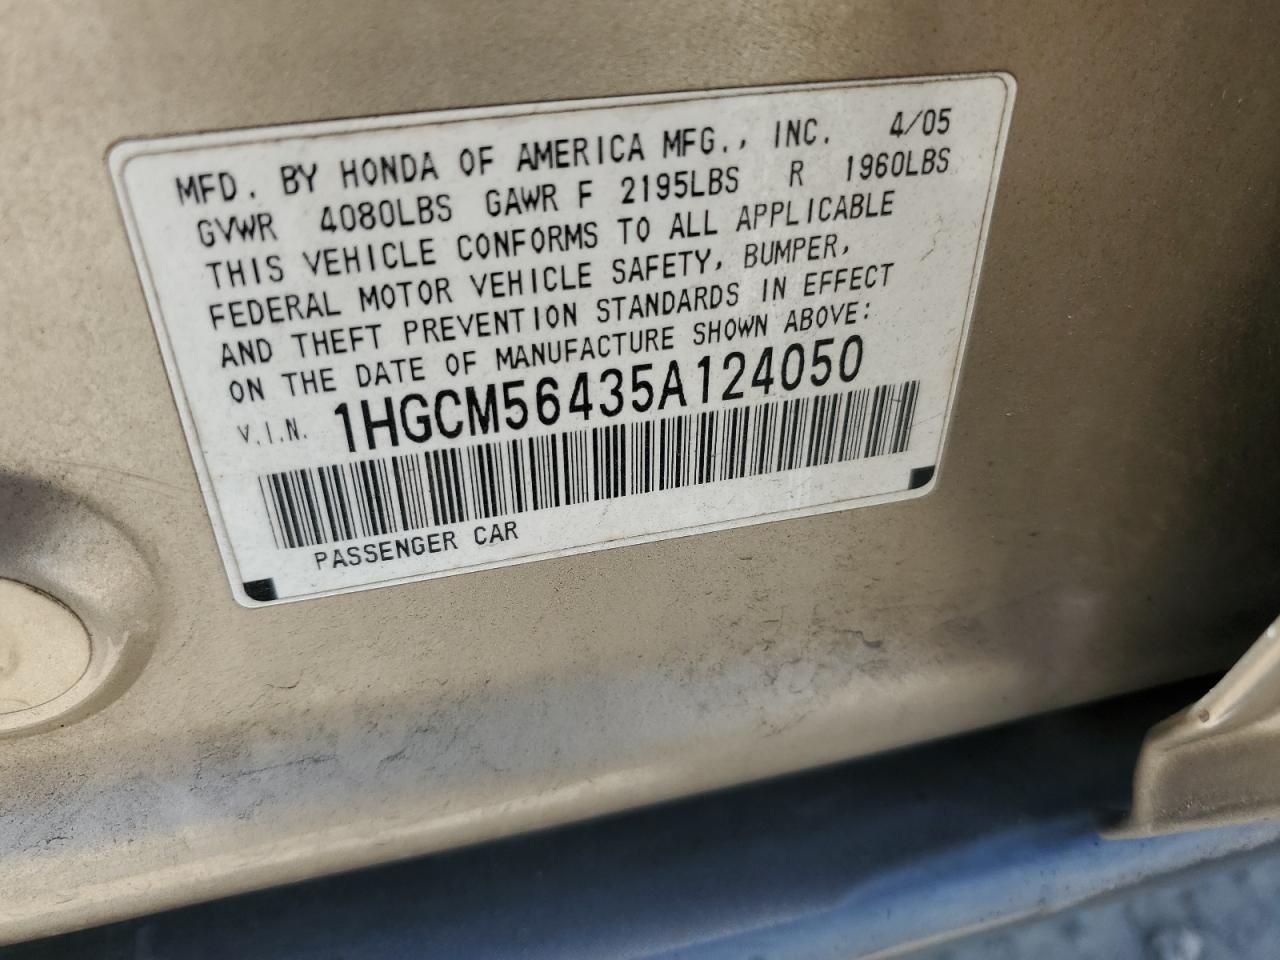 MFD. BY HONDA OF AMERICA MFG., INC. 4/05
GVWR 4080LBS GAWR F 2195LBS R 1960LBS
THIS VEHICLE CONFORMS TO ALL APPLICABLE
FEDERAL MOTOR VEHICLE SAFETY, BUMPER,
AND THEFT PREVENTION STANDARDS IN EFFECT
ON THE DATE OF MANUFACTURE SHOWN ABOVE:
V.I.N. 1HGCM56435A124050
PASSENGER CAR